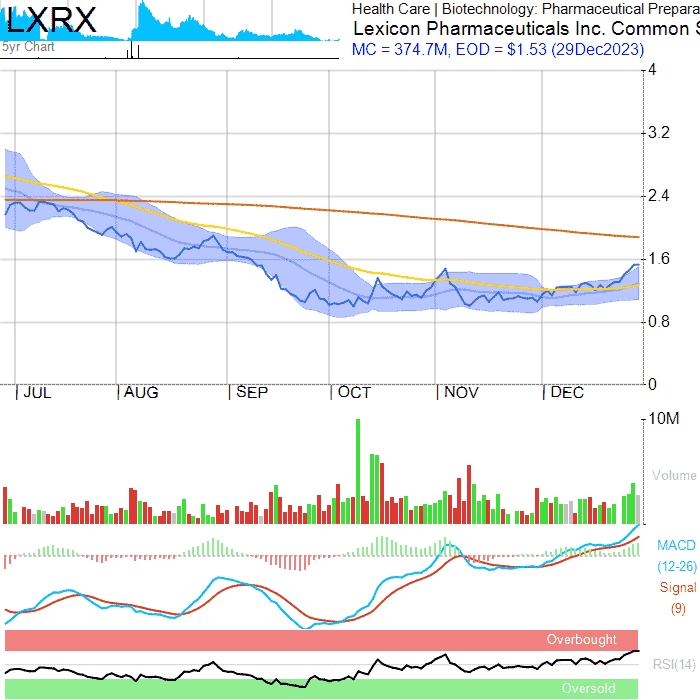 LXRX
Health Care | Biotechnology: Pharmaceutical Prepara
Lexicon Pharmaceuticals Inc. Common S
5yr Chart
MC = 374.7M, EOD = $1.53 (29Dec2023)
4
3.2
2.4
1.6
0.8
0
JUL AUG SEP OCT NOV DEC
10M
Volume
MACD
(12-26)
Signal
(9)
Overbought
RSI(14)
Oversold